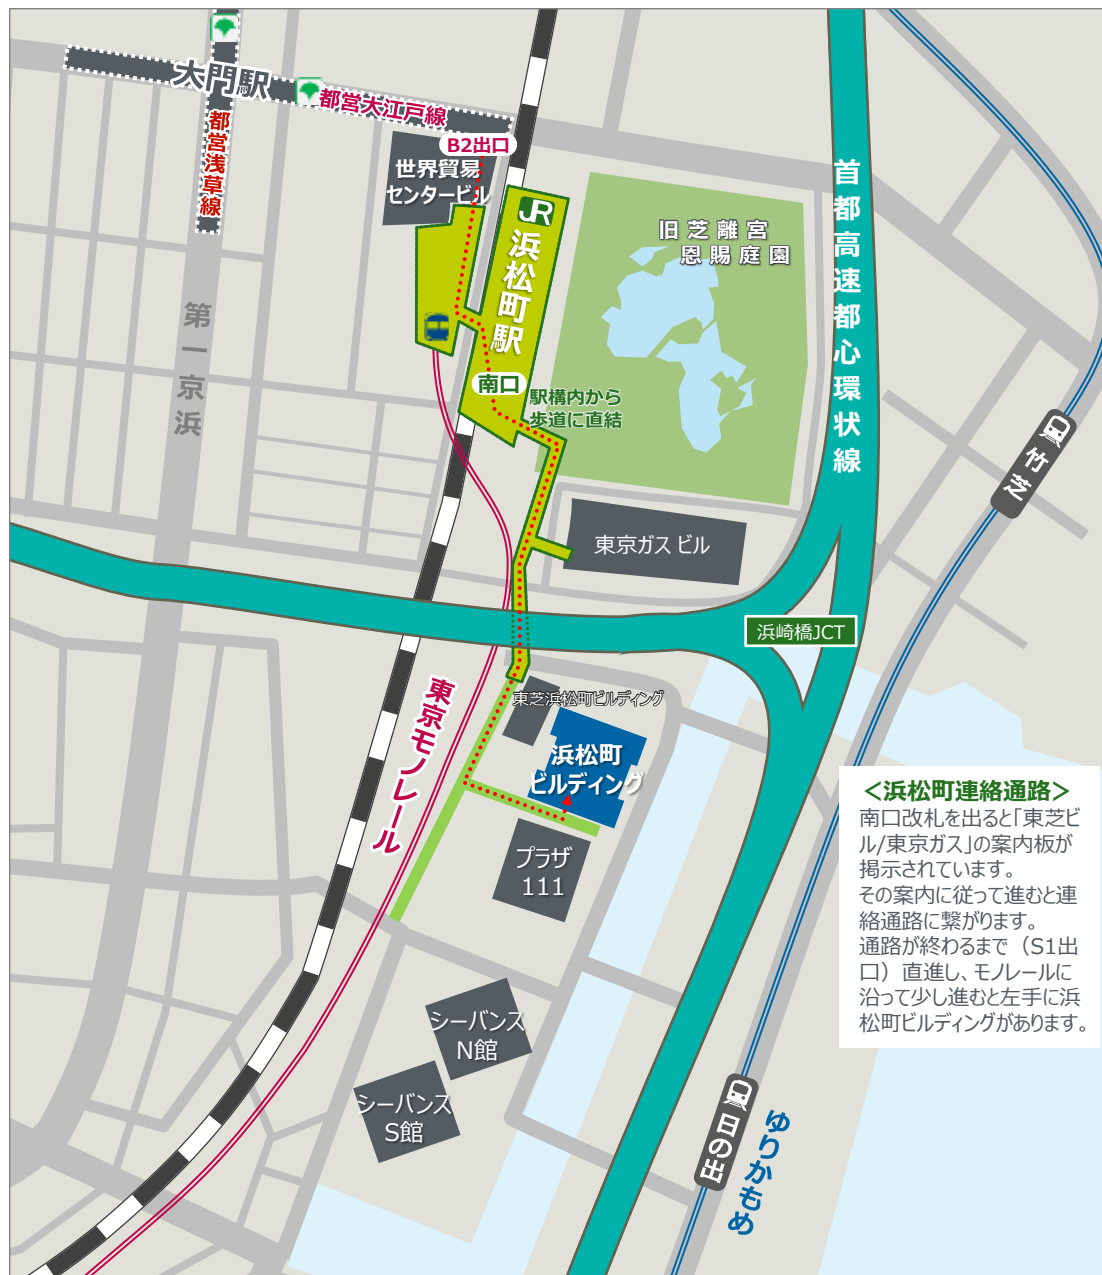 大門駅
都営大江戸線
都営浅草線
B2出口
世界貿易
センタービル
JR
浜松町駅
南口
駅構内から
歩道に直結
旧芝離宮
恩賜庭園
首都高速都心環状線
第一京浜
竹芝
東京ガス ビル
浜崎橋JCT
東京モノレール
東芝浜松町ビルディング
浜松町
ビルディング
プラザ
111
シーバンス
N館
シーバンス
S館
日の出
ゆりかもめ
＜浜松町連絡通路＞
南口改札を出ると「東芝ビ
ル/東京ガス」の案内板が
掲示されています。
その案内に従って進むと連
絡通路に繋がります。
通路が終わるまで（S1出
口）直進し、モノレールに
沿って少し進むと左手に浜
松町ビルディングがあります。